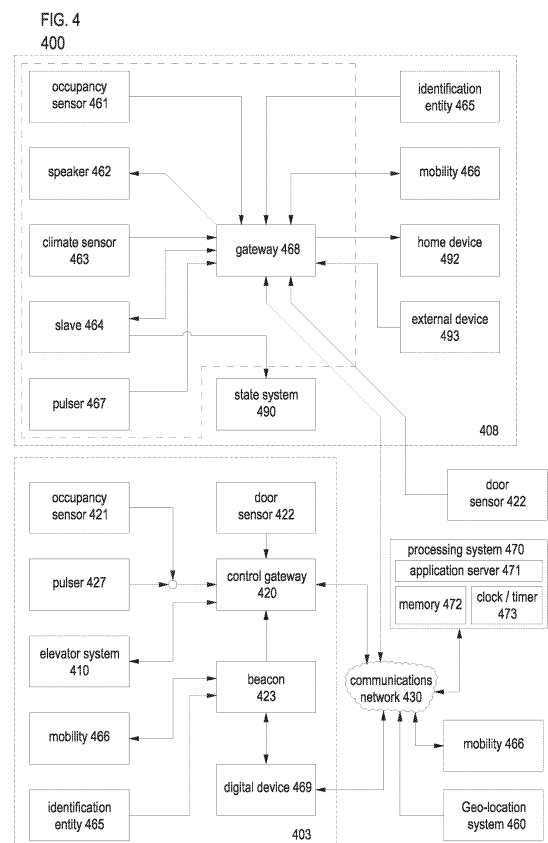 FIG. 4
400
occupancy
sensor 461
identification
entity 465
speaker 462
mobility 466
climate sensor
463
gateway 468
home device
492
slave 464
external device
493
pulser 467
state system
490
408
occupancy
sensor 421
door
sensor 422
door
sensor 422
pulser 427
control gateway
420
processing system 470
application server 471
memory 472
clock / timer
473
elevator system
410
beacon
423
communications
network 430
mobility 466
mobility 466
identification
entity 465
digital device 469
Geo-location
system 460
403